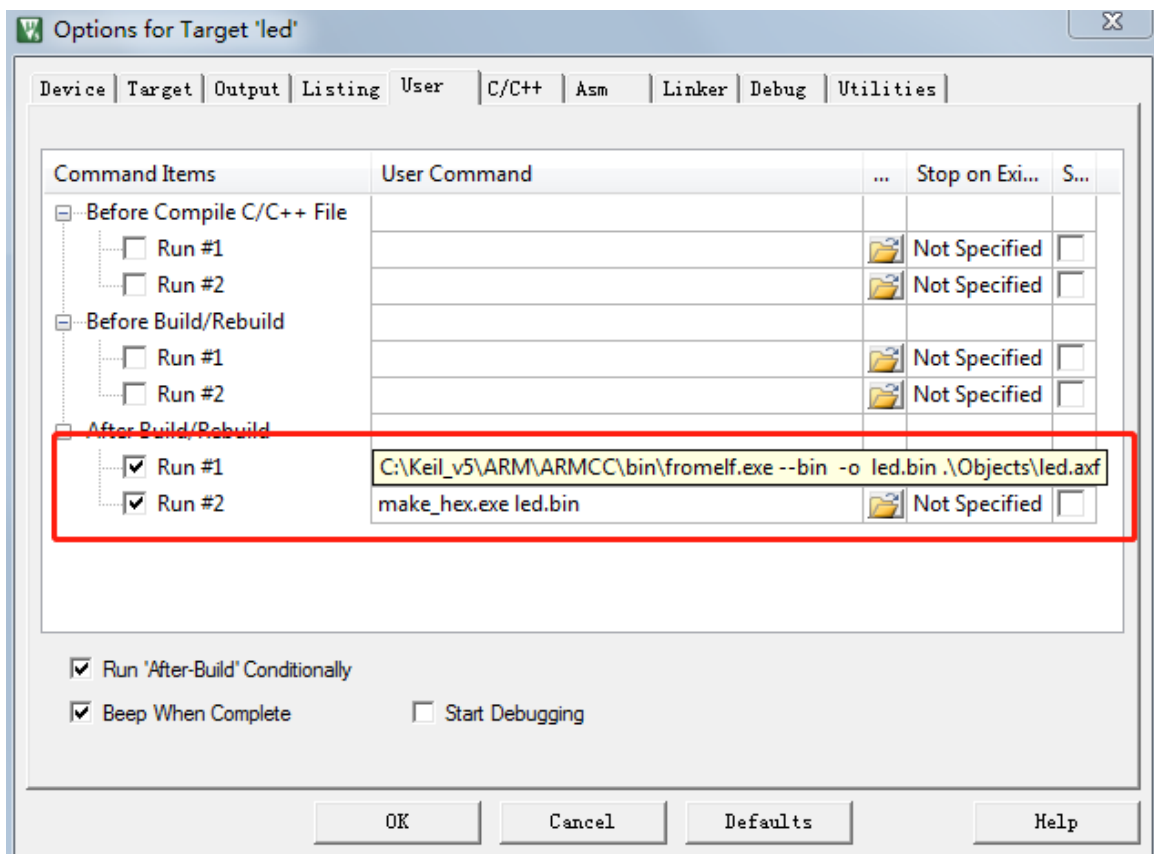 Options for Target 'led'
Device Target Output Listing User C/C++ Asm Linker Debug Utilities
Command Items User Command ... Stop on Exi... S...
Before Compile C/C++ File
Run #1 Not Specified
Run #2 Not Specified
Before Build/Rebuild
Run #1 Not Specified
Run #2 Not Specified
After Build/Rebuild
Run #1 C:\Keil_v5\ARM\ARMCC\bin\fromelf.exe --bin -o led.bin .\Objects\led.axf
Run #2 make_hex.exe led.bin Not Specified
Run 'After-Build' Conditionally
Beep When Complete Start Debugging
OK Cancel Defaults Help